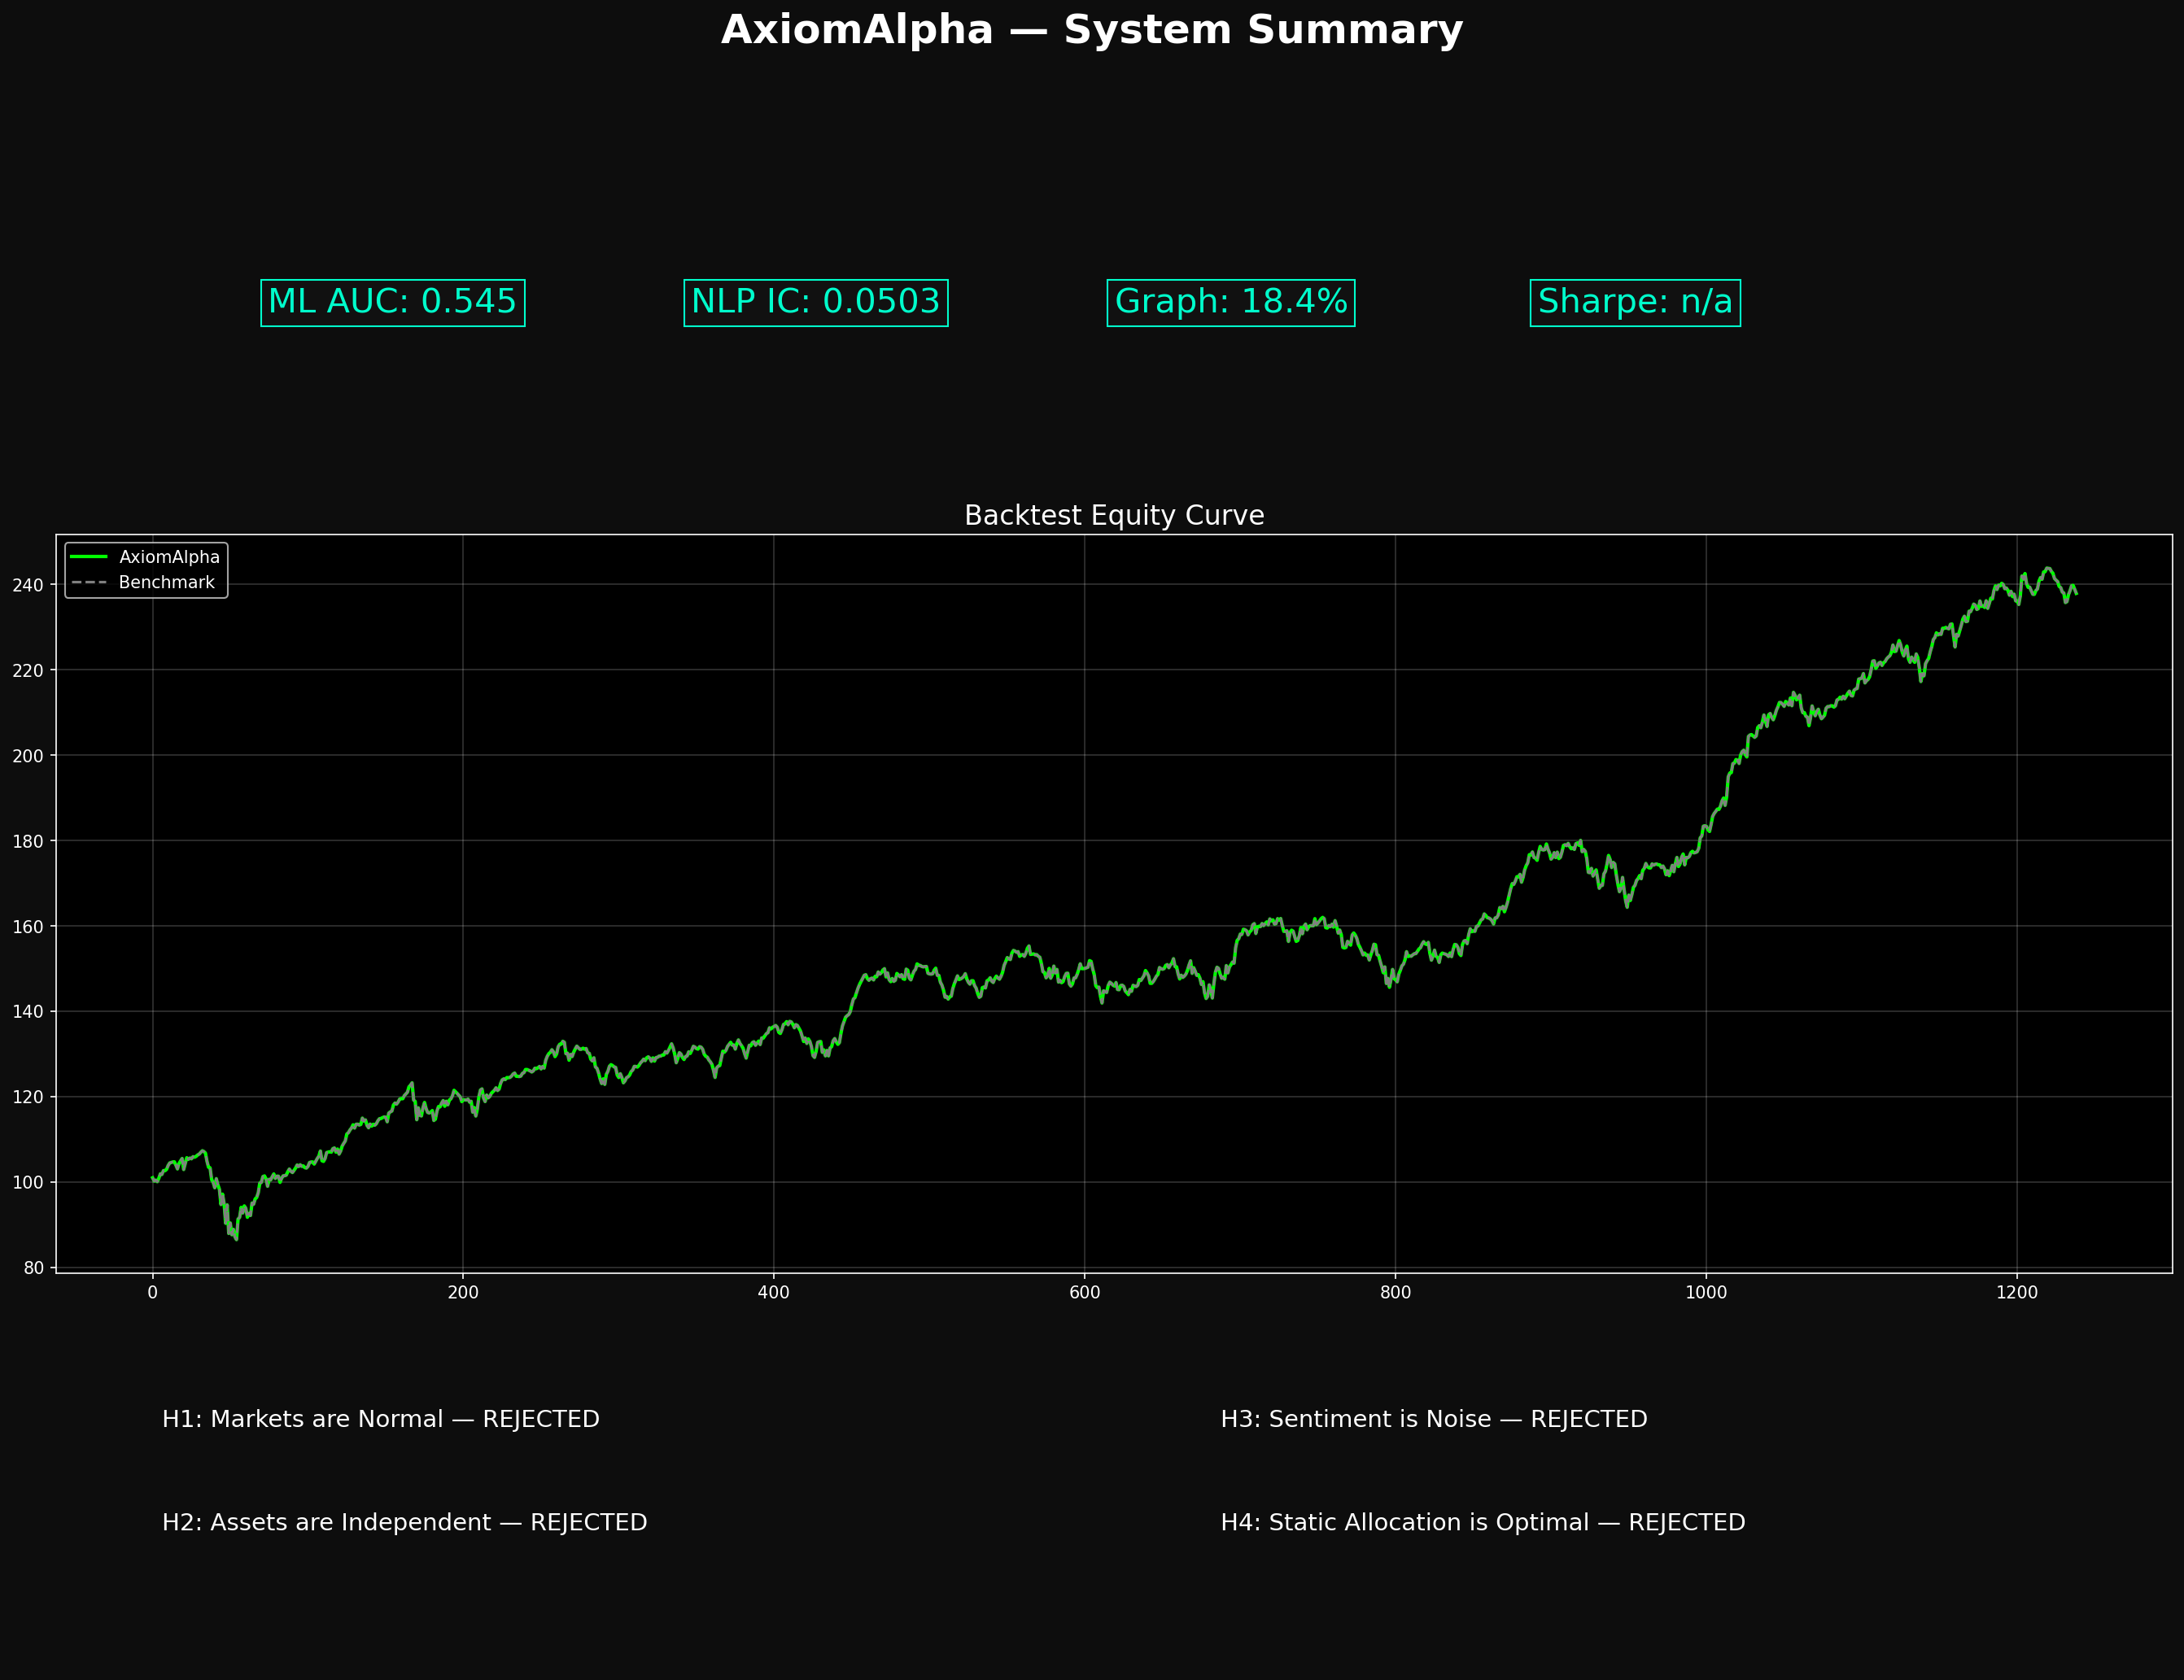 AxiomAlpha — System Summary
ML AUC: 0.545
NLP IC: 0.0503
Graph: 18.4%
Sharpe: n/a
Backtest Equity Curve
AxiomAlpha
Benchmark
240
220
200
180
160
140
120
100
80
0
200
400
600
800
1000
1200
H1: Markets are Normal — REJECTED
H3: Sentiment is Noise — REJECTED
H2: Assets are Independent — REJECTED
H4: Static Allocation is Optimal — REJECTED